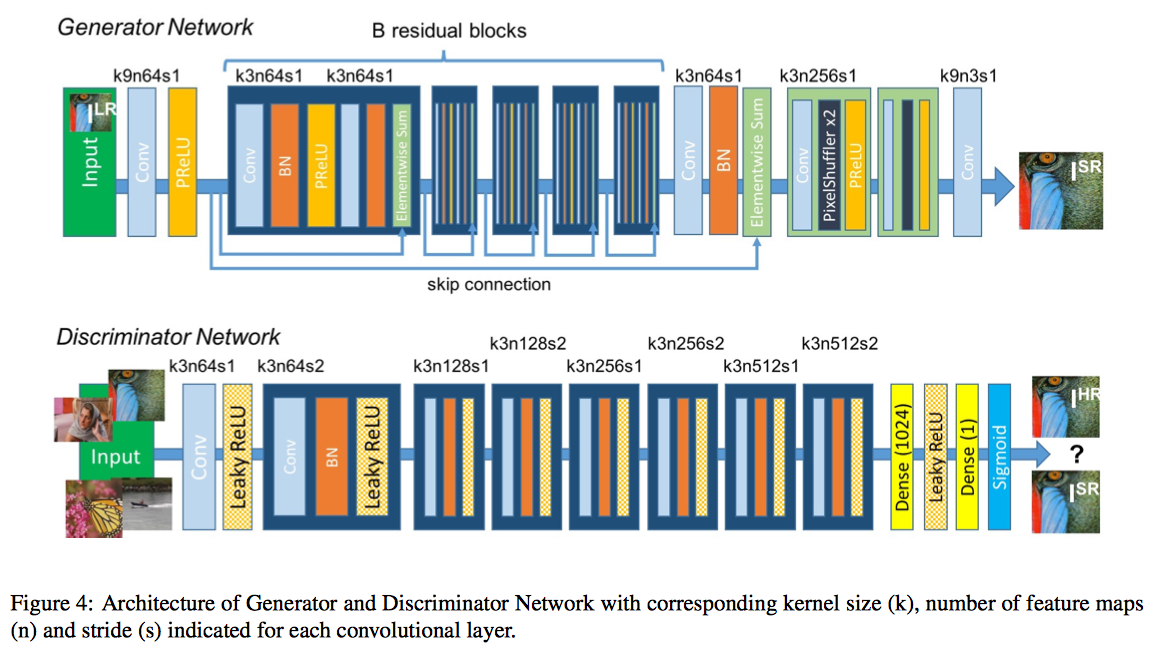 Generator Network
B residual blocks
k9n64s1
k3n64s1
k3n64s1
k3n64s1
k3n256s1
k9n3s1
I LR
Input
Conv
PReLU
Conv
BN
PReLU
Elementwise Sum
Conv
BN
Elementwise Sum
Conv
PixelShuffler x2
PReLU
Conv
I SR
skip connection
Discriminator Network
k3n64s1
k3n64s2
k3n128s1
k3n128s2
k3n256s1
k3n256s2
k3n512s1
k3n512s2
Input
Conv
Leaky ReLU
Conv
BN
Leaky ReLU
Dense (1024)
Leaky ReLU
Dense (1)
Sigmoid
I HR
?
I SR
Figure 4: Architecture of Generator and Discriminator Network with corresponding kernel size (k), number of feature maps
(n) and stride (s) indicated for each convolutional layer.